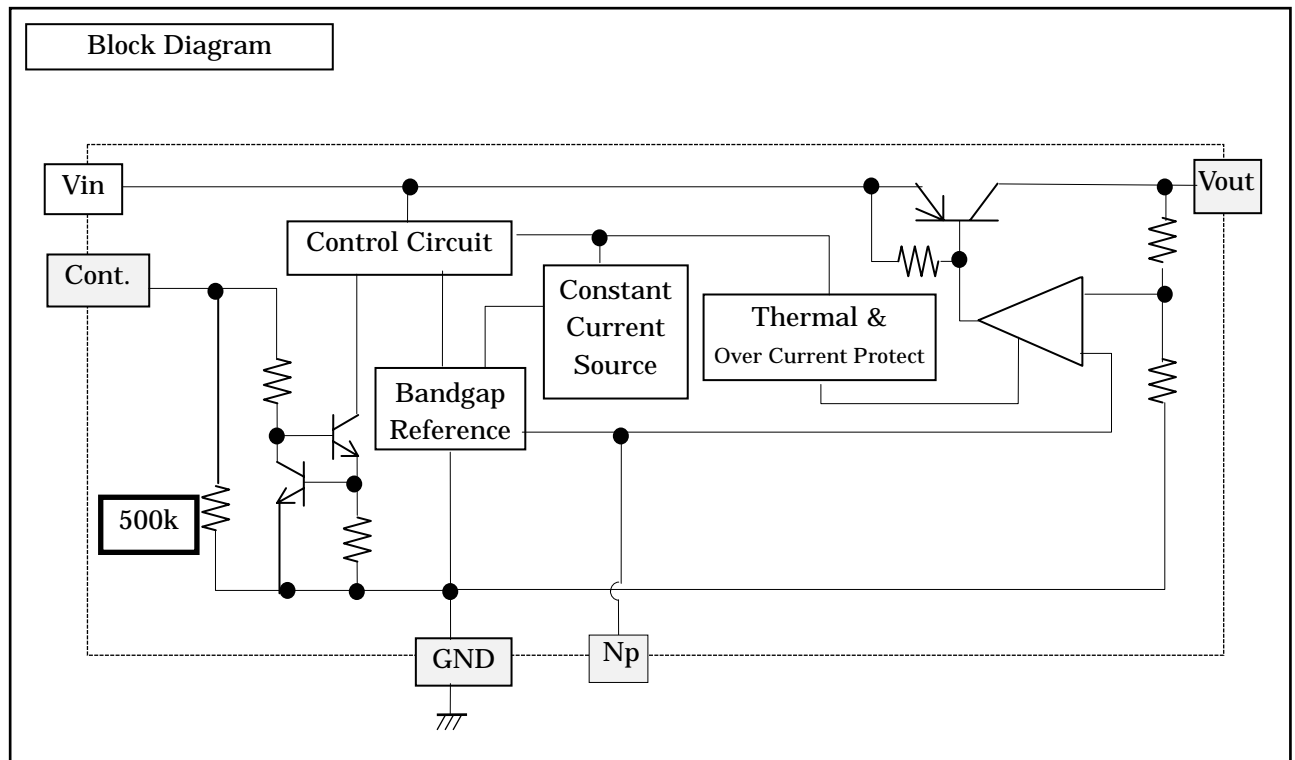 Block Diagram
Vin
Vout
Control Circuit
Cont.
Constant
Current
Source
Thermal &
Over Current Protect
Bandgap
Reference
500k
GND
Np